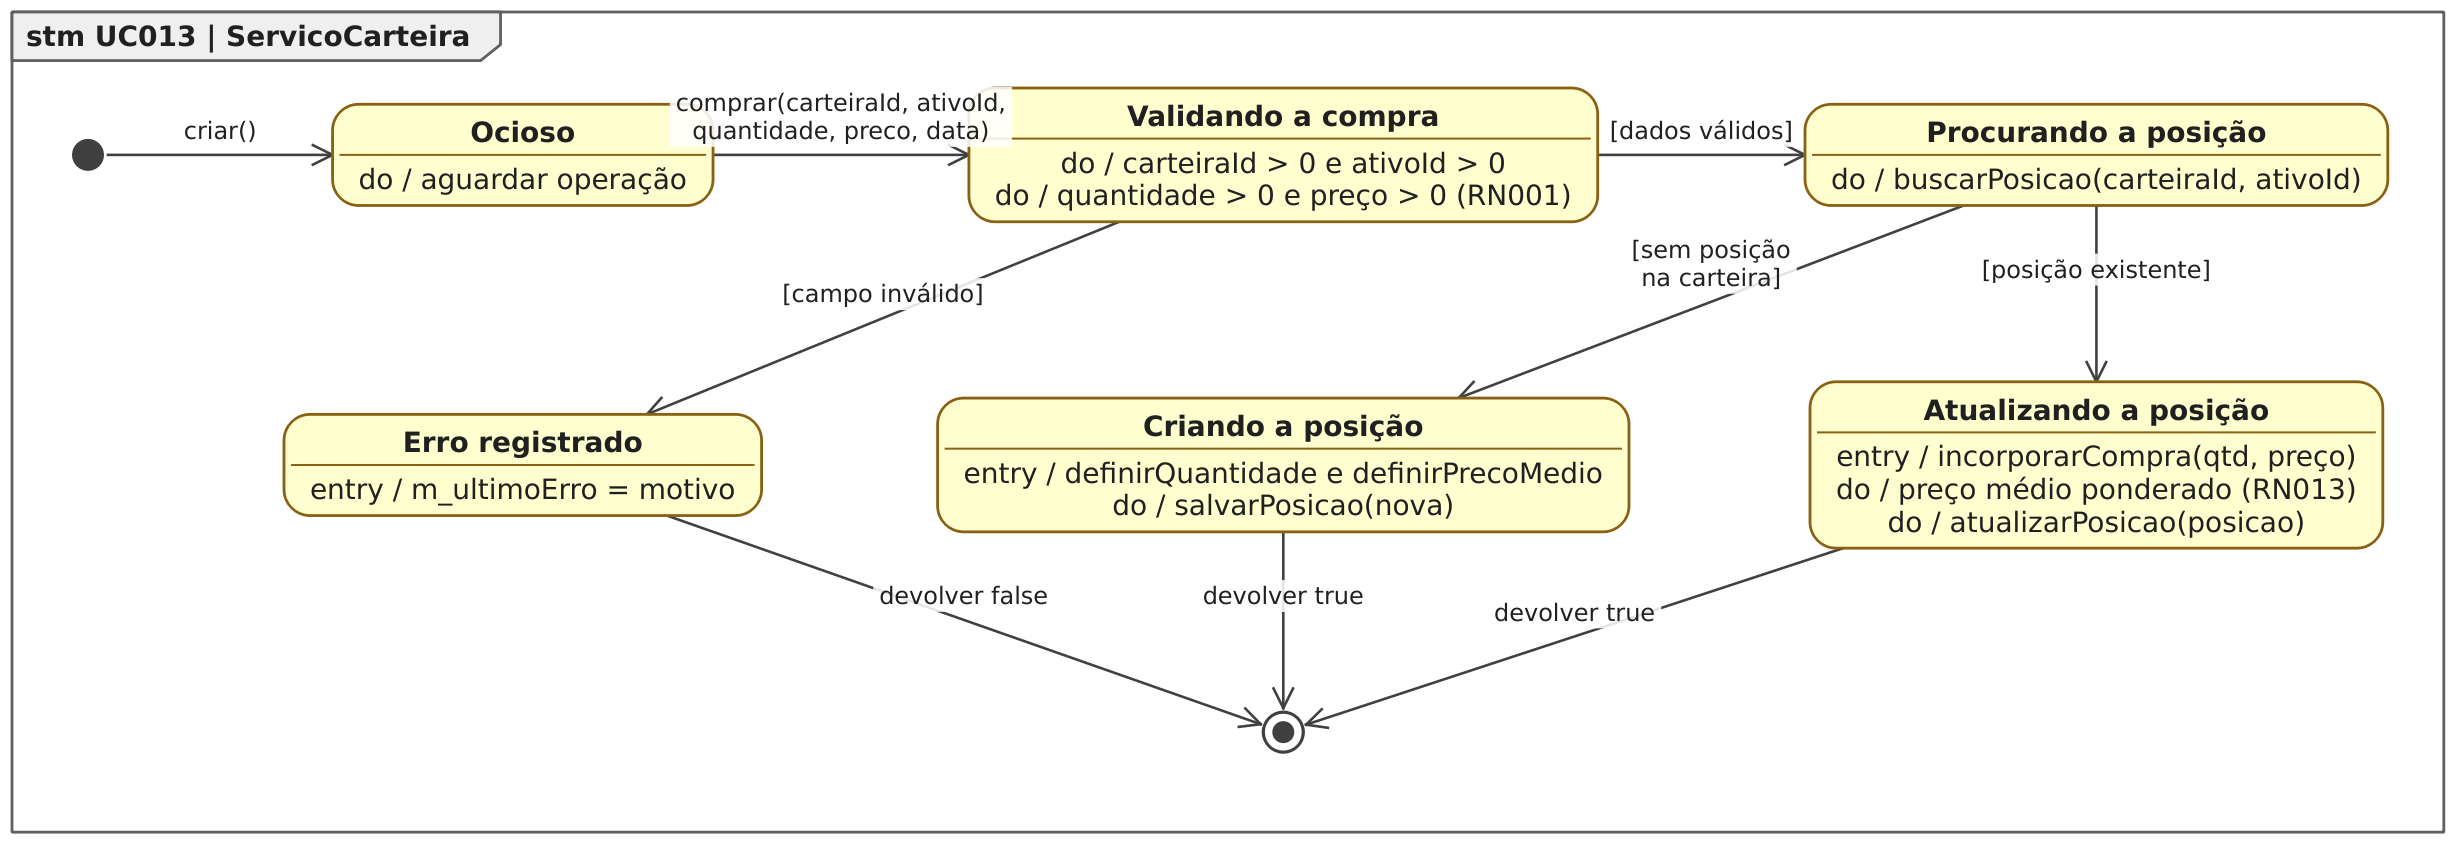 stm UC013 | ServicoCarteira
criar()
Ocioso
do / aguardar operação
comprar(carteiraId, ativoId,
quantidade, preco, data)
Validando a compra
do / carteiraId > 0 e ativoId > 0
do / quantidade > 0 e preço > 0 (RN001)
[dados válidos]
Procurando a posição
do / buscarPosicao(carteiraId, ativoId)
[campo inválido]
[sem posição
na carteira]
[posição existente]
Erro registrado
entry / m_ultimoErro = motivo
Criando a posição
entry / definirQuantidade e definirPrecoMedio
do / salvarPosicao(nova)
Atualizando a posição
entry / incorporarCompra(qtd, preço)
do / preço médio ponderado (RN013)
do / atualizarPosicao(posicao)
devolver false
devolver true
devolver true